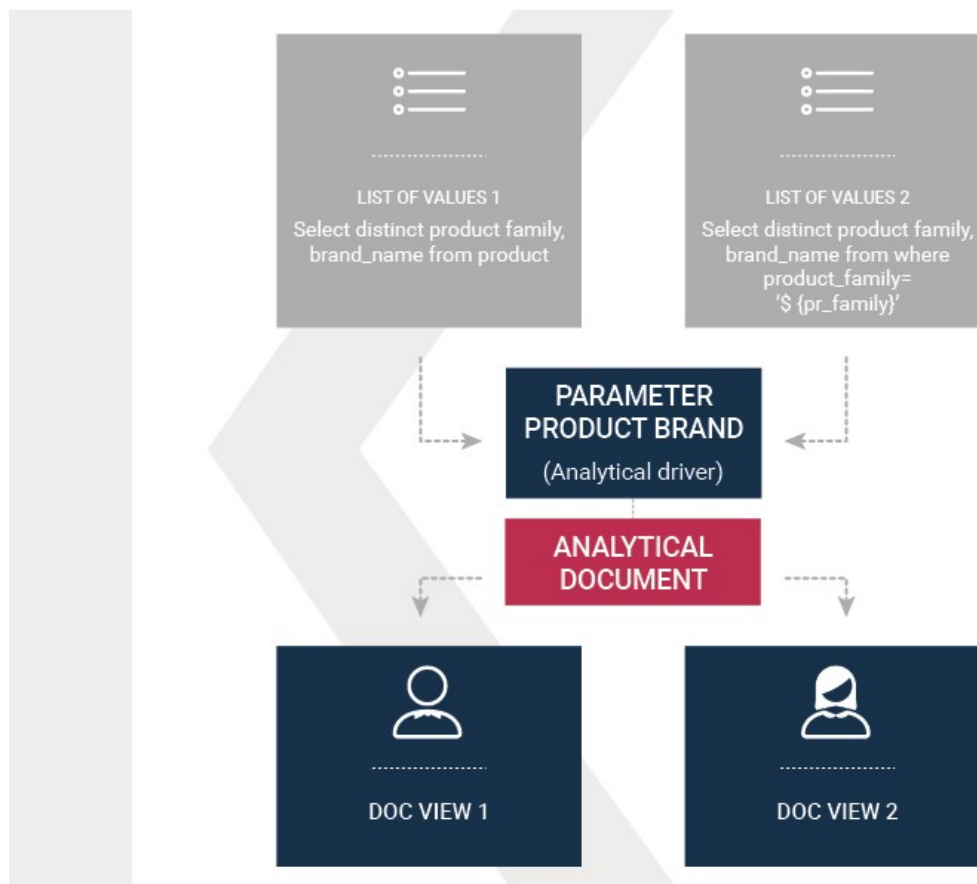 LIST OF VALUES 1
Select distinct product family,
brand_name from product
LIST OF VALUES 2
Select distinct product family,
brand_name from where
product_family=
'$ {pr_family}'
PARAMETER
PRODUCT BRAND
(Analytical driver)
ANALYTICAL
DOCUMENT
DOC VIEW 1
DOC VIEW 2